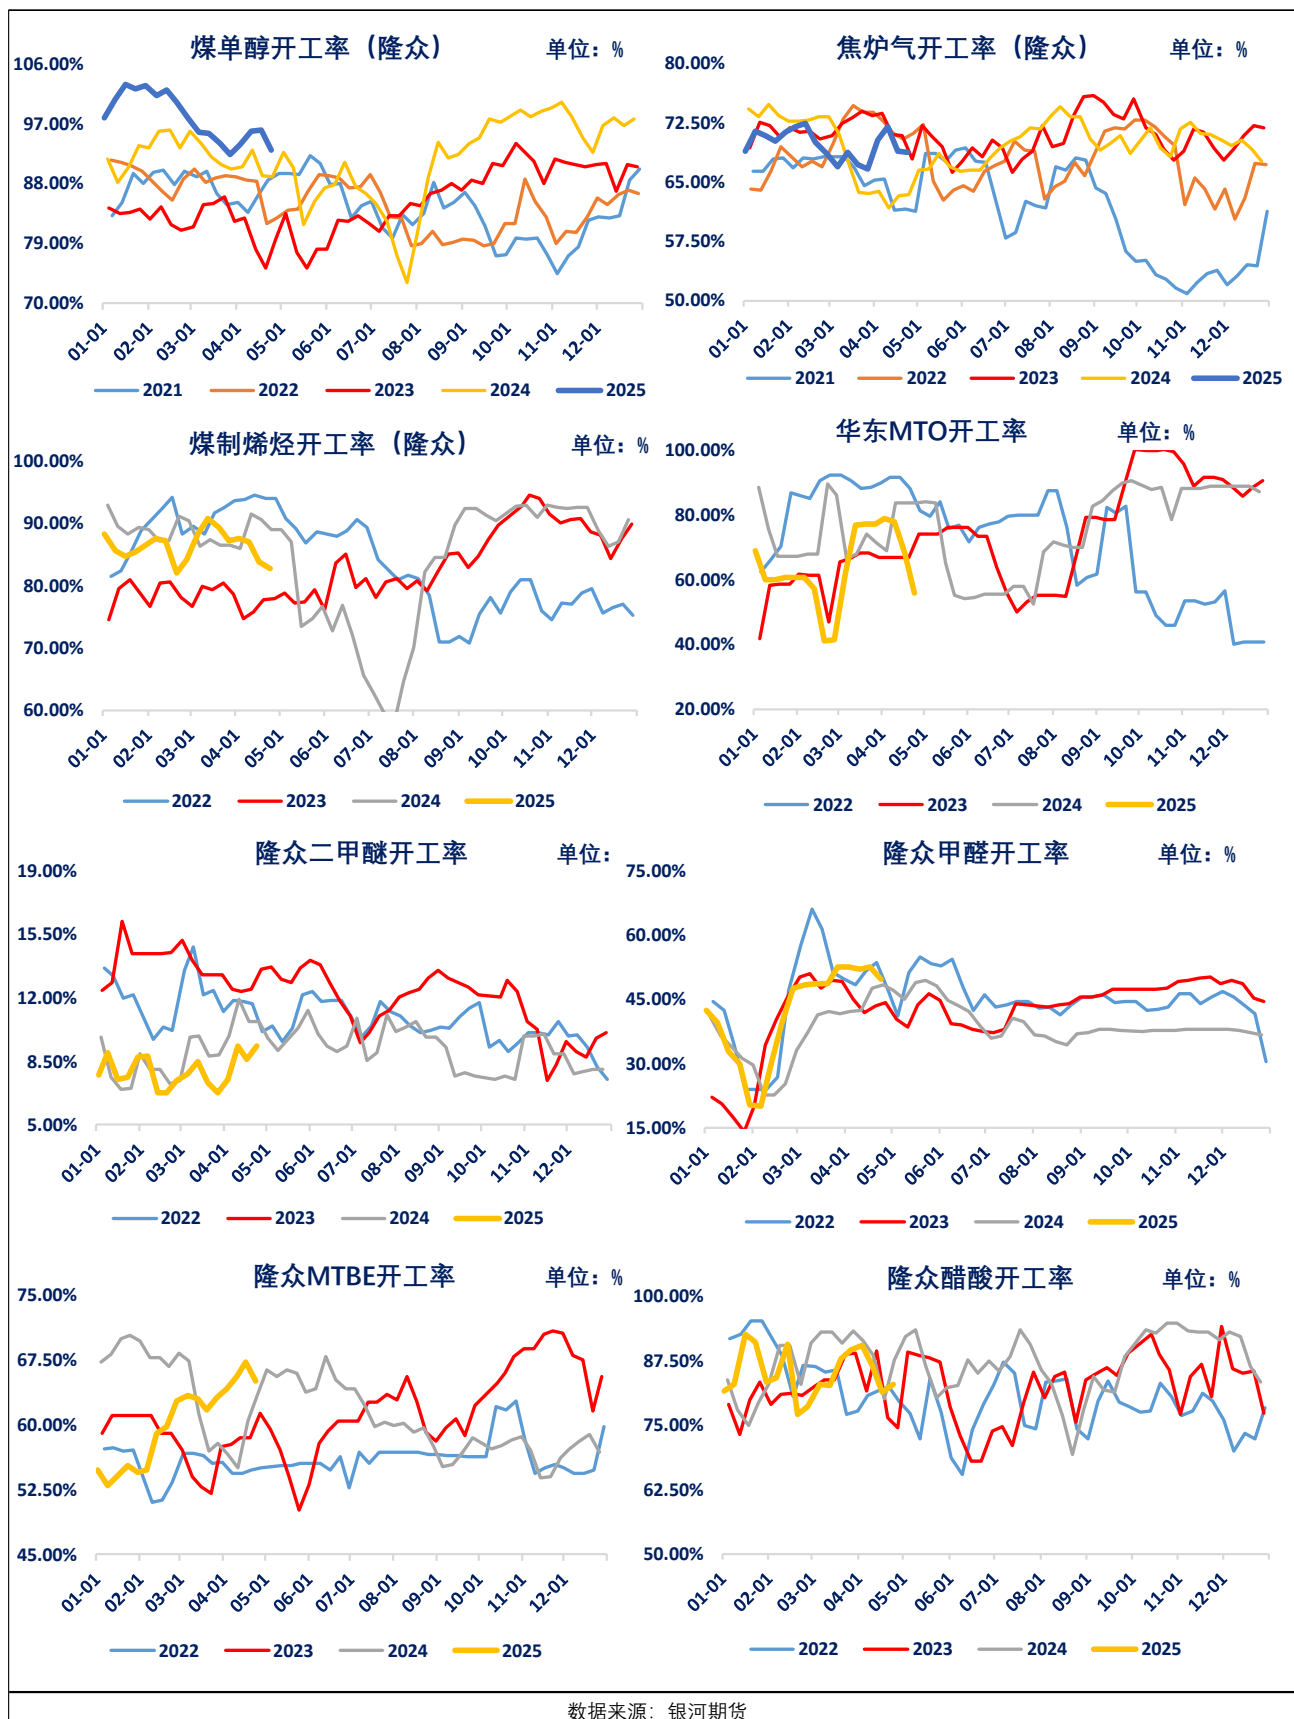 煤单醇开工率（隆众） 单位：%
106.00%
97.00%
88.00%
79.00%
70.00%
01-01 02-01 03-01 04-01 05-01 06-01 07-01 08-01 09-01 10-01 11-01 12-01
2021 2022 2023 2024 2025
焦炉气开工率（隆众） 单位：%
80.00%
72.50%
65.00%
57.50%
50.00%
01-01 02-01 03-01 04-01 05-01 06-01 07-01 08-01 09-01 10-01 11-01 12-01
2021 2022 2023 2024 2025
煤制烯烃开工率（隆众） 单位：%
100.00%
90.00%
80.00%
70.00%
60.00%
01-01 02-01 03-01 04-01 05-01 06-01 07-01 08-01 09-01 10-01 11-01 12-01
2022 2023 2024 2025
华东MTO开工率 单位：%
100.00%
80.00%
60.00%
40.00%
20.00%
01-01 02-01 03-01 04-01 05-01 06-01 07-01 08-01 09-01 10-01 11-01 12-01
2022 2023 2024 2025
隆众二甲醚开工率 单位：
19.00%
15.50%
12.00%
8.50%
5.00%
01-01 02-01 03-01 04-01 05-01 06-01 07-01 08-01 09-01 10-01 11-01 12-01
2022 2023 2024 2025
隆众甲醛开工率 单位：%
75.00%
60.00%
45.00%
30.00%
15.00%
01-01 02-01 03-01 04-01 05-01 06-01 07-01 08-01 09-01 10-01 11-01 12-01
2022 2023 2024 2025
隆众MTBE开工率 单位：%
75.00%
67.50%
60.00%
52.50%
45.00%
01-01 02-01 03-01 04-01 05-01 06-01 07-01 08-01 09-01 10-01 11-01 12-01
2022 2023 2024 2025
隆众醋酸开工率 单位：%
100.00%
87.50%
75.00%
62.50%
50.00%
01-01 02-01 03-01 04-01 05-01 06-01 07-01 08-01 09-01 10-01 11-01 12-01
2022 2023 2024 2025
数据来源：银河期货